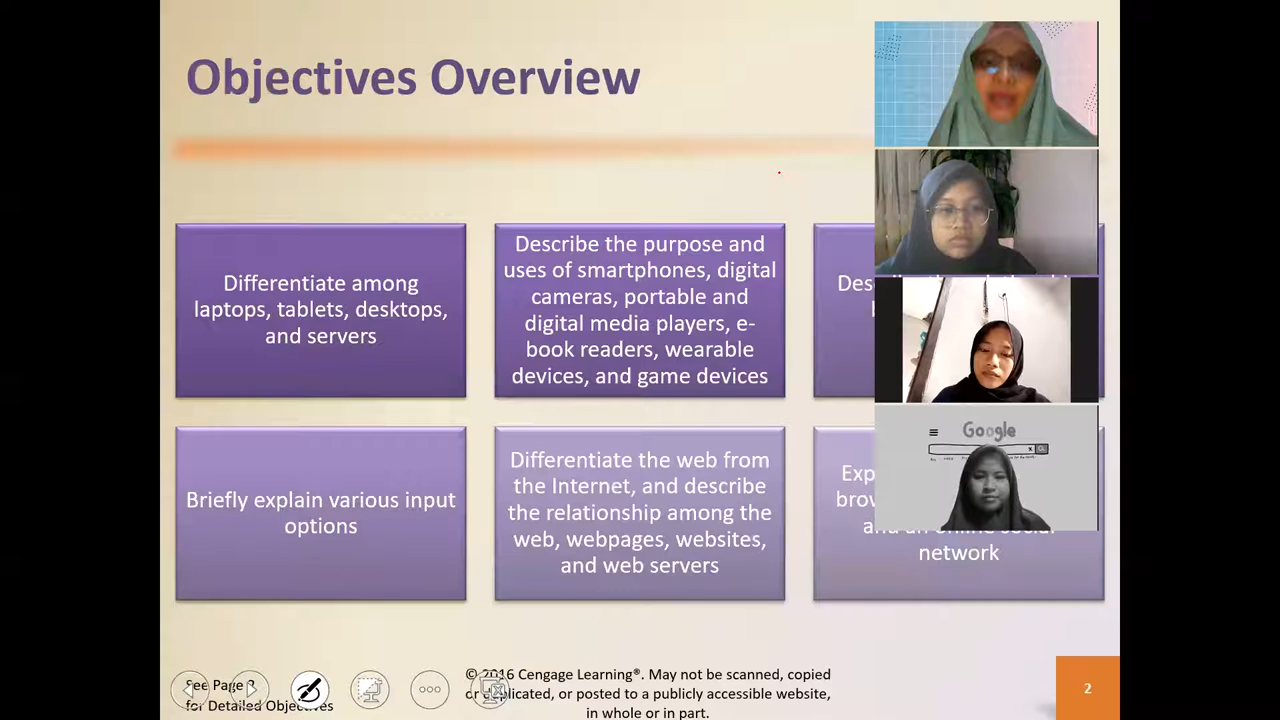 Objectives Overview
Differentiate among
laptops, tablets, desktops,
and servers
Describe the purpose and
uses of smartphones, digital
cameras, portable and
digital media players, e-
book readers, wearable
devices, and game devices
Briefly explain various input
options
Differentiate the web from
the Internet, and describe
the relationship among the
web, webpages, websites,
and web servers
network
Google
See Page
for Detailed Objectives
© 2016 Cengage Learning®. May not be scanned, copied
or duplicated, or posted to a publicly accessible website,
in whole or in part.
2